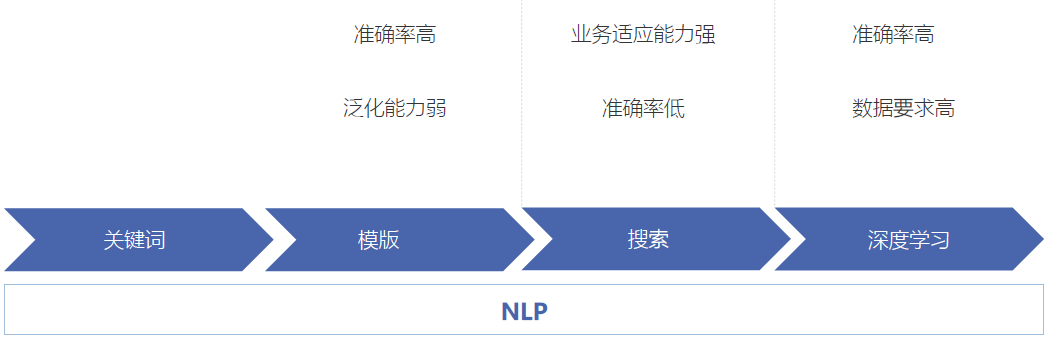 准确率高
业务适应能力强
准确率高
泛化能力弱
准确率低
数据要求高
关键词
模版
搜索
深度学习
NLP